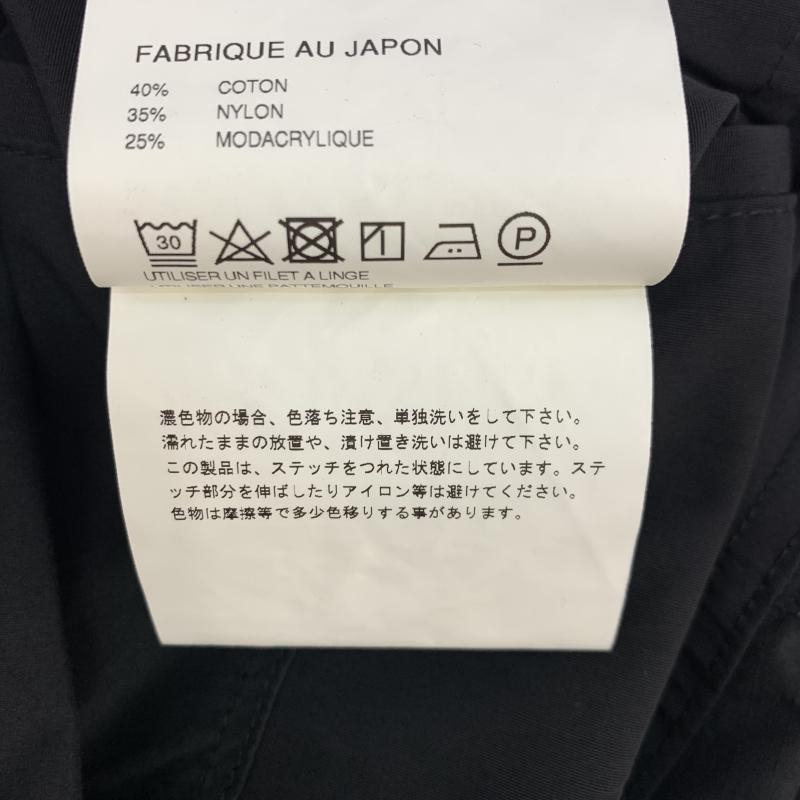 FABRIQUE AU JAPON
40% COTON
35% NYLON
25% MODACRYLIQUE
30 P
UTILISER UN FILET A LINGE
UTILISER UNE PATTEMOUILLE
濃色物の場合、色落ち注意、単独洗いをして下さい。
濡れたままの放置や、漬け置き洗いは避けて下さい。
この製品は、ステッチをつれた状態にしています。ステ
ッチ部分を伸ばしたりアイロン等は避けてください。
色物は摩擦等で多少色移りする事があります。